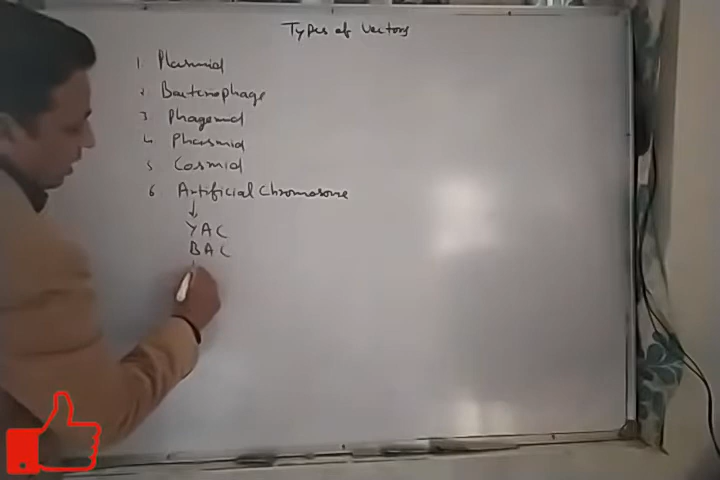 Types of Vectors
1 Plasmid
2 Bacteriophage
3 Phagemid
4 Phasmid
5 Cosmid
6 Artificial Chromosome
YAC
BAC